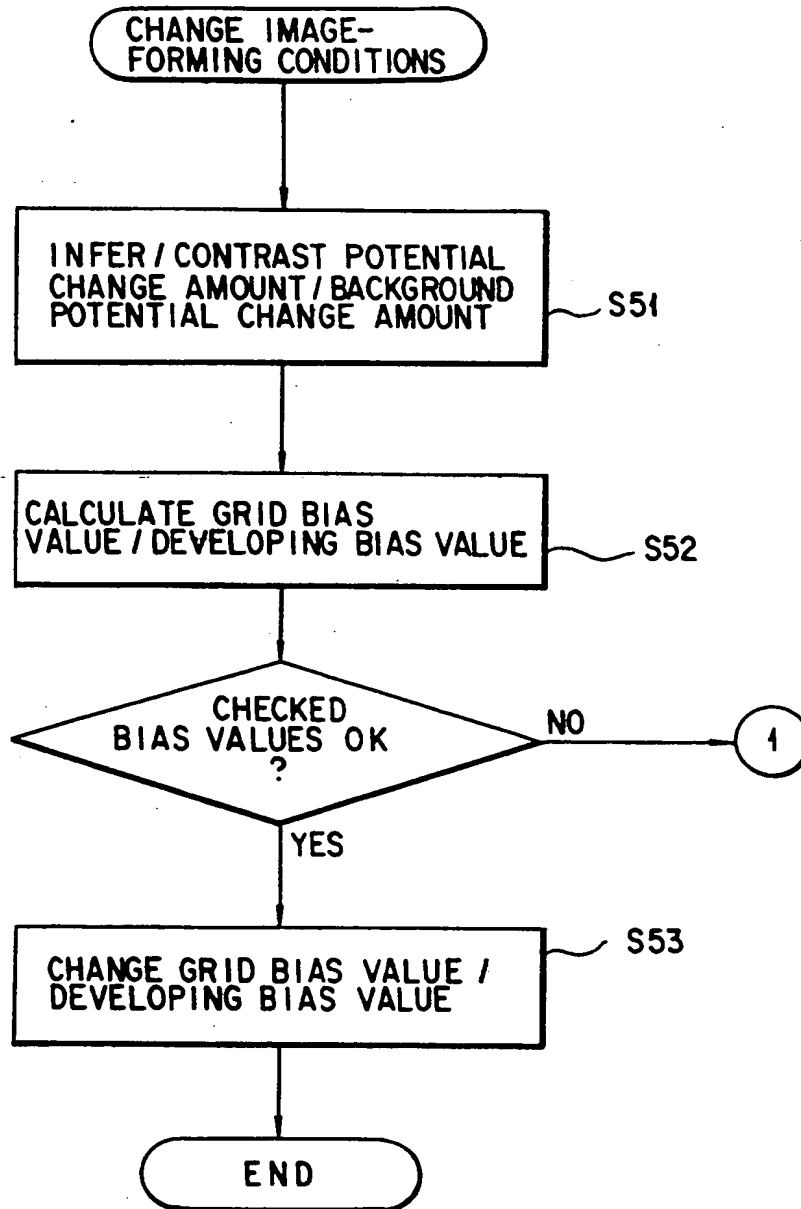 CHANGE IMAGE-
FORMING CONDITIONS
INFER / CONTRAST POTENTIAL
CHANGE AMOUNT / BACKGROUND
POTENTIAL CHANGE AMOUNT
S51
CALCULATE GRID BIAS
VALUE / DEVELOPING BIAS VALUE
S52
CHECKED
BIAS VALUES OK
?
NO
1
YES
S53
CHANGE GRID BIAS VALUE /
DEVELOPING BIAS VALUE
END